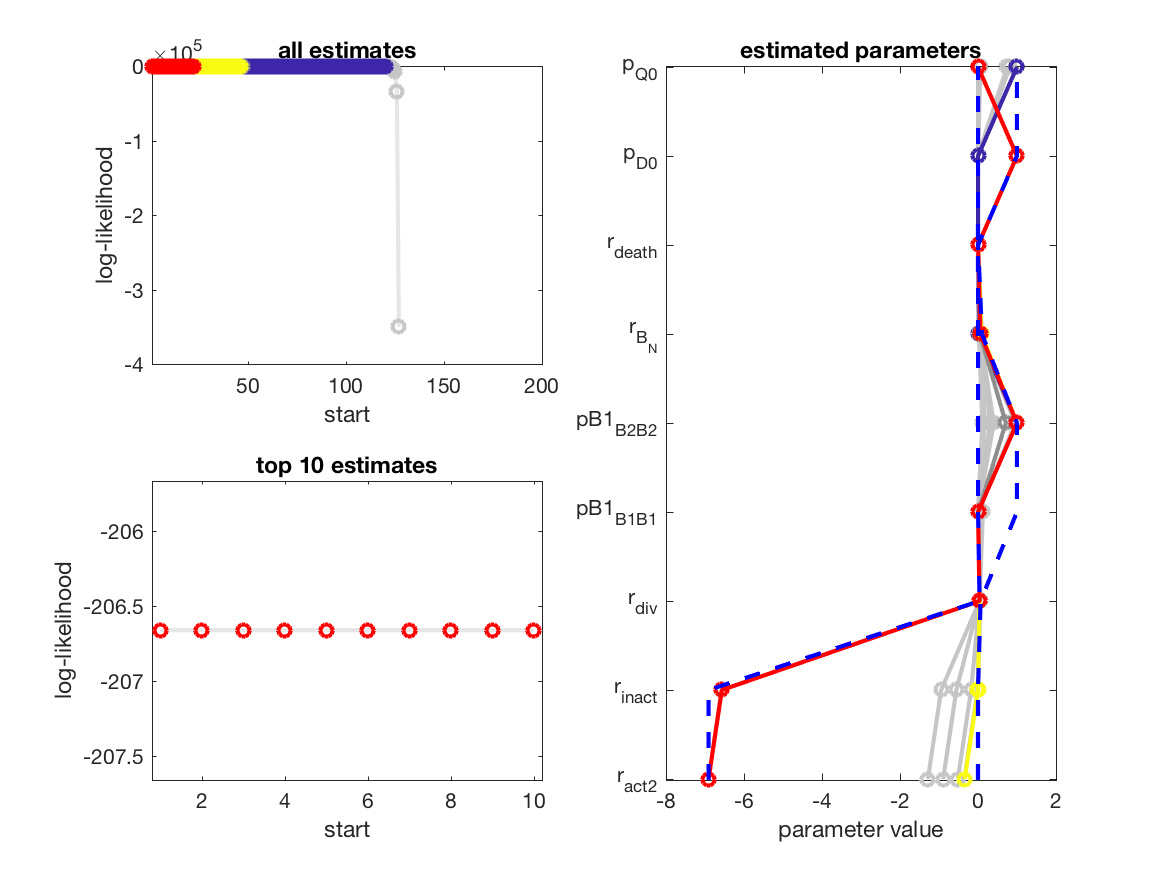 all estimates
×10^5
0
-1
-2
-3
-4
50
100
150
200
start
log-likelihood
top 10 estimates
-206
-206.5
-207
-207.5
2
4
6
8
10
start
log-likelihood
estimated parameters
p_Q0
p_D0
r_death
r_B_N
pB1_B2B2
pB1_B1B1
r_div
r_inact
r_act2
-8
-6
-4
-2
0
2
parameter value